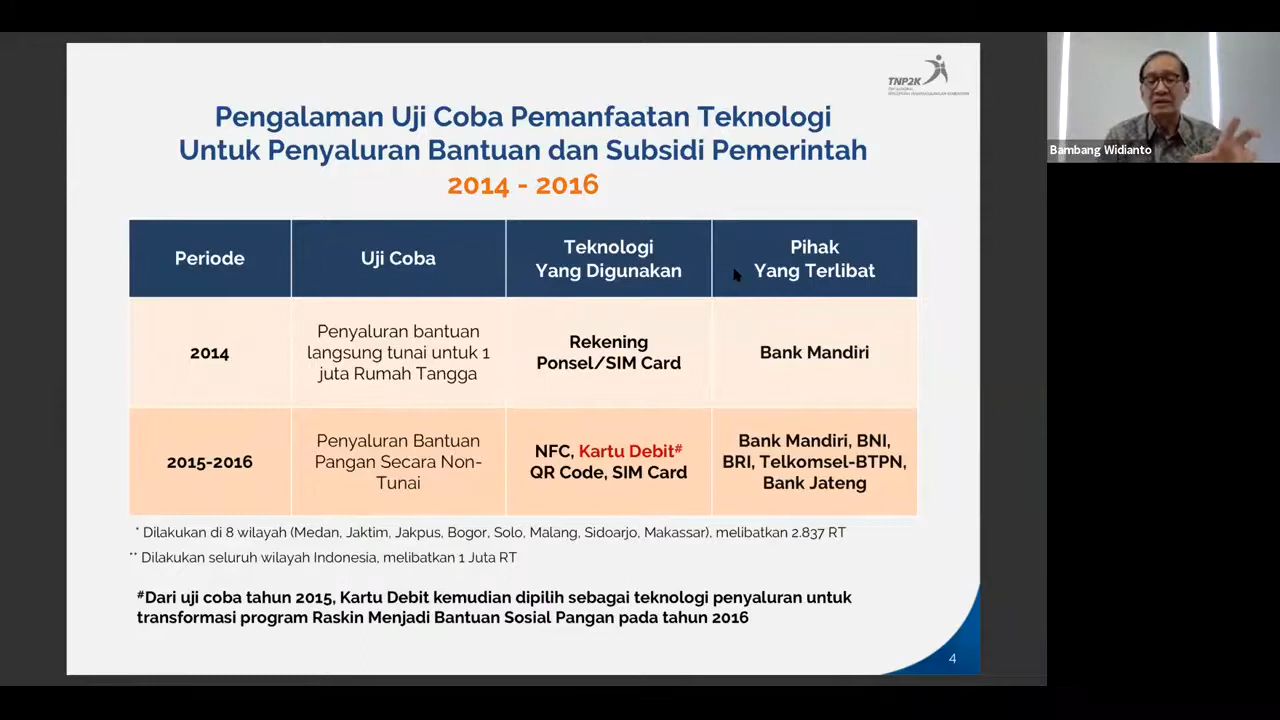 TNP2K
Pengalaman Uji Coba Pemanfaatan Teknologi
Untuk Penyaluran Bantuan dan Subsidi Pemerintah
2014 - 2016
Periode
Uji Coba
Teknologi
Yang Digunakan
Pihak
Yang Terlibat
2014
Penyaluran bantuan
langsung tunai untuk 1
juta Rumah Tangga
Rekening
Ponsel/SIM Card
Bank Mandiri
2015-2016
Penyaluran Bantuan
Pangan Secara Non-
Tunai
NFC, Kartu Debit#
QR Code, SIM Card
Bank Mandiri, BNI,
BRI, Telkomsel-BTPN,
Bank Jateng
* Dilakukan di 8 wilayah (Medan, Jaktim, Jakpus, Bogor, Solo, Malang, Sidoarjo, Makassar), melibatkan 2.837 RT
** Dilakukan seluruh wilayah Indonesia, melibatkan 1 Juta RT
#Dari uji coba tahun 2015, Kartu Debit kemudian dipilih sebagai teknologi penyaluran untuk
transformasi program Raskin Menjadi Bantuan Sosial Pangan pada tahun 2016
4
Bambang Widianto